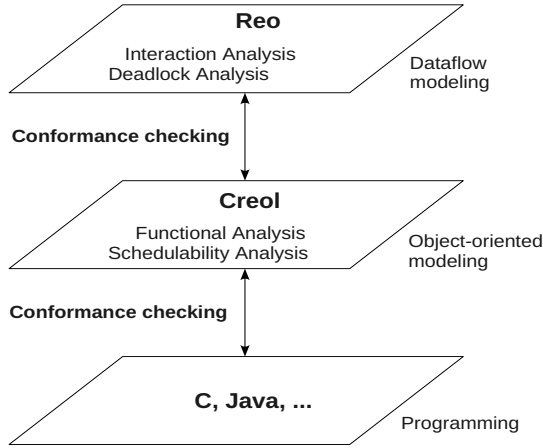 Reo
Interaction Analysis
Deadlock Analysis
Dataflow
modeling
Conformance checking
Creol
Functional Analysis
Schedulability Analysis
Object-oriented
modeling
Conformance checking
C, Java, ...
Programming